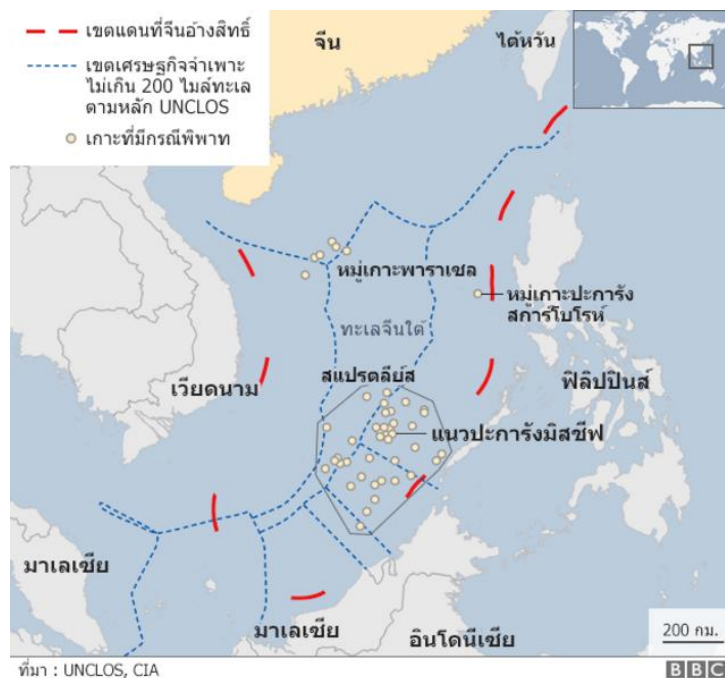 เขตแดนที่จีนอ้างสิทธิ์
เขตเศรษฐกิจจำเพาะ
ไม่เกิน 200 ไมล์ทะเล
ตามหลัก UNCLOS
เกาะที่มีกรณีพิพาท
จีน
ไต้หวัน
หมู่เกาะพาราเซล
หมู่เกาะปะการัง
สการ์โบโรห์
ทะเลจีนใต้
สแปรตลีย์ส
เวียดนาม
ฟิลิปปินส์
แนวปะการังมิสชีฟ
มาเลเซีย
มาเลเซีย
อินโดนีเซีย
200 กม.
ที่มา : UNCLOS, CIA
BBC